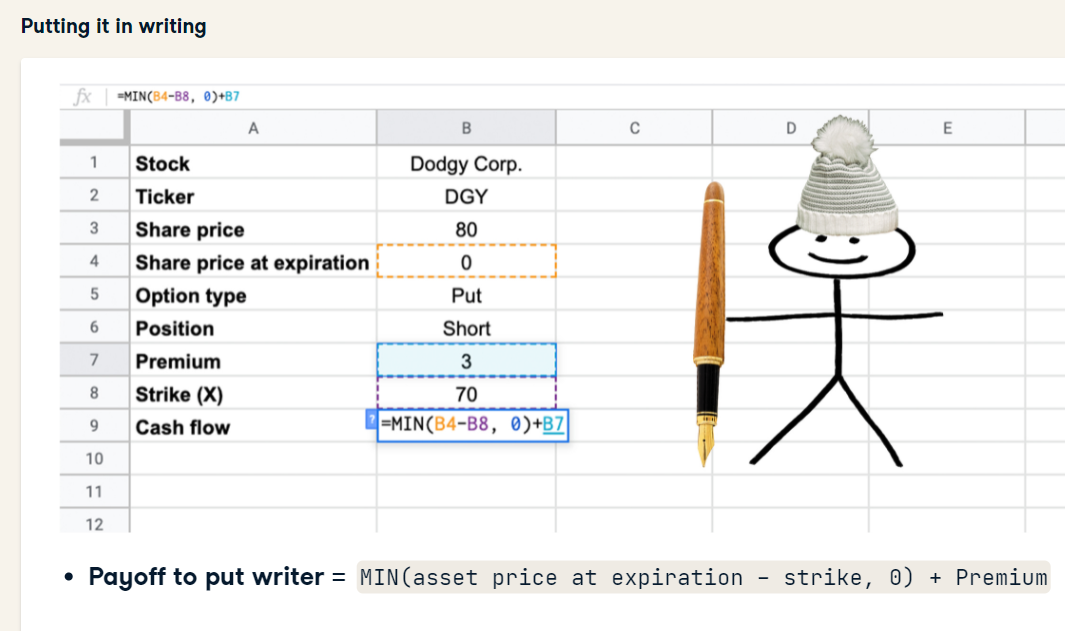 Putting it in writing
fx =MIN(B4-B8, 0)+B7
A B C D E
1 Stock Dodgy Corp.
2 Ticker DGY
3 Share price 80
4 Share price at expiration 0
5 Option type Put
6 Position Short
7 Premium 3
8 Strike (X) 70
9 Cash flow ? =MIN(B4-B8, 0)+B7
10
11
12
• Payoff to put writer = MIN(asset price at expiration - strike, 0) + Premium